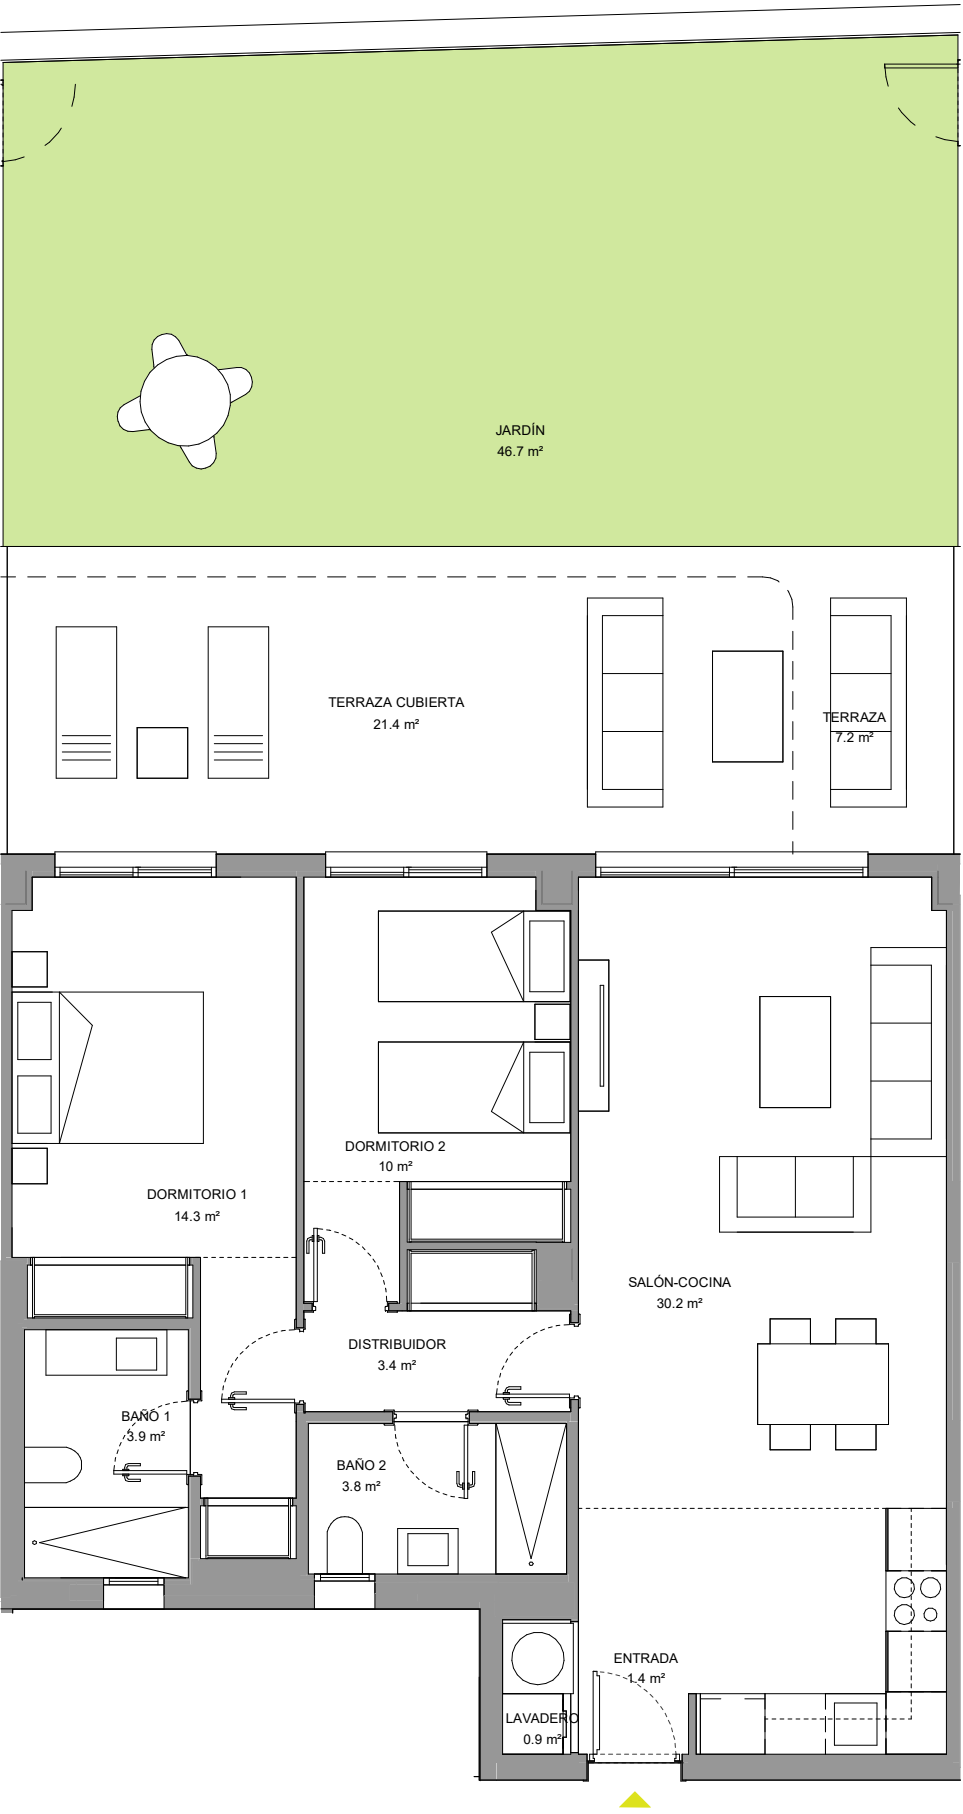 JARDÍN
46.7 m²
TERRAZA CUBIERTA
21.4 m²
TERRAZA
7.2 m²
DORMITORIO 2
10 m²
DORMITORIO 1
14.3 m²
SALÓN-COCINA
30.2 m²
DISTRIBUIDOR
3.4 m²
BAÑO 1
3.9 m²
BAÑO 2
3.8 m²
ENTRADA
1.4 m²
LAVADERO
0.9 m²